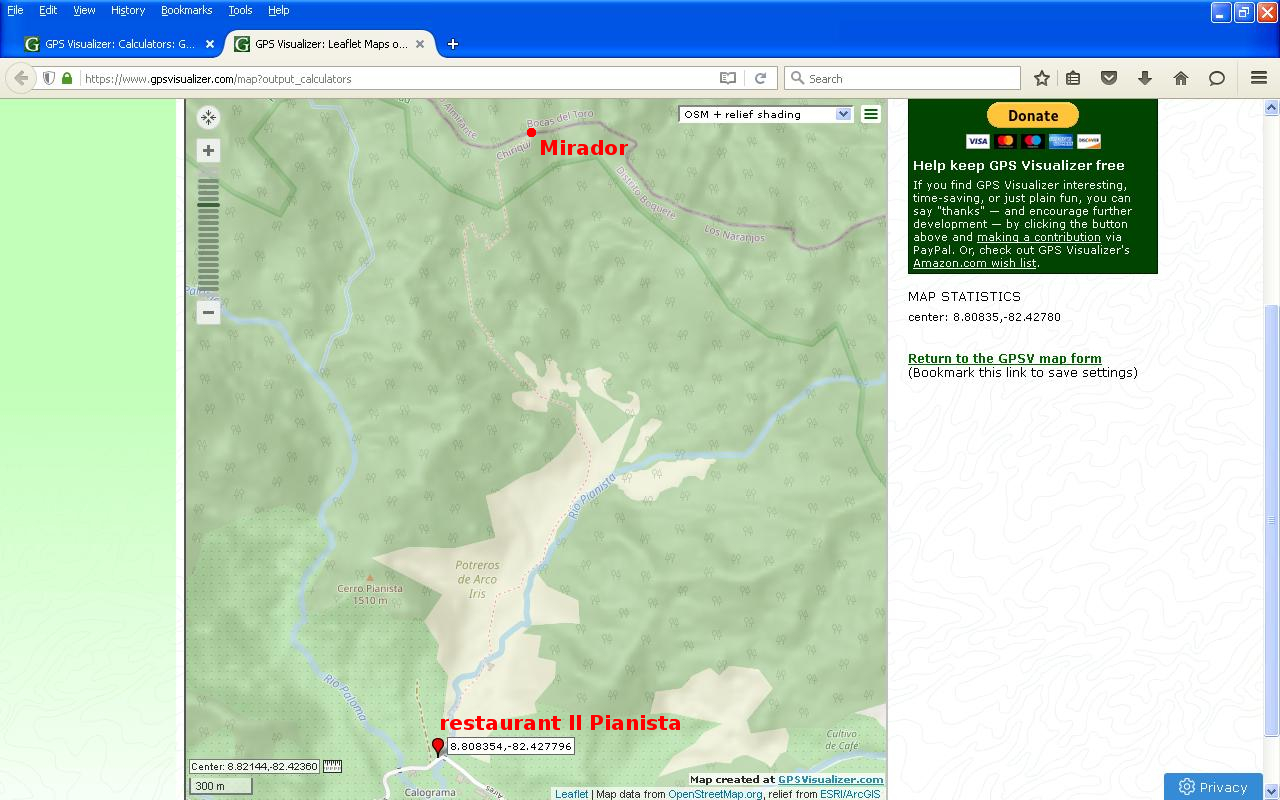 File Edit View History Bookmarks Tools Help
GPS Visualizer: Calculators: G...
GPS Visualizer: Leaflet Maps o...
https://www.gpsvisualizer.com/map?output_calculators
Search
OSM + relief shading
Almirante
Bocas del Toro
Chiriquí
Mirador
Distrito Boquete
Los Naranjos
Río Pianista
Potreros
de Arco
Iris
Cerro Pianista
1510 m
Río Paloma
restaurant Il Pianista
8.808354,-82.427796
Cultivo
de Café
Center: 8.82144,-82.42360
300 m
Calograma
Map created at GPSVisualizer.com
Leaflet | Map data from OpenStreetMap.org, relief from ESRI/ArcGIS
Donate
VISA
DISCOVER
Help keep GPS Visualizer free
If you find GPS Visualizer interesting,
time-saving, or just plain fun, you can
say "thanks" — and encourage further
development — by clicking the button
above and making a contribution via
PayPal. Or, check out GPS Visualizer's
Amazon.com wish list.
MAP STATISTICS
center: 8.80835,-82.42780
Return to the GPSV map form
(Bookmark this link to save settings)
Privacy